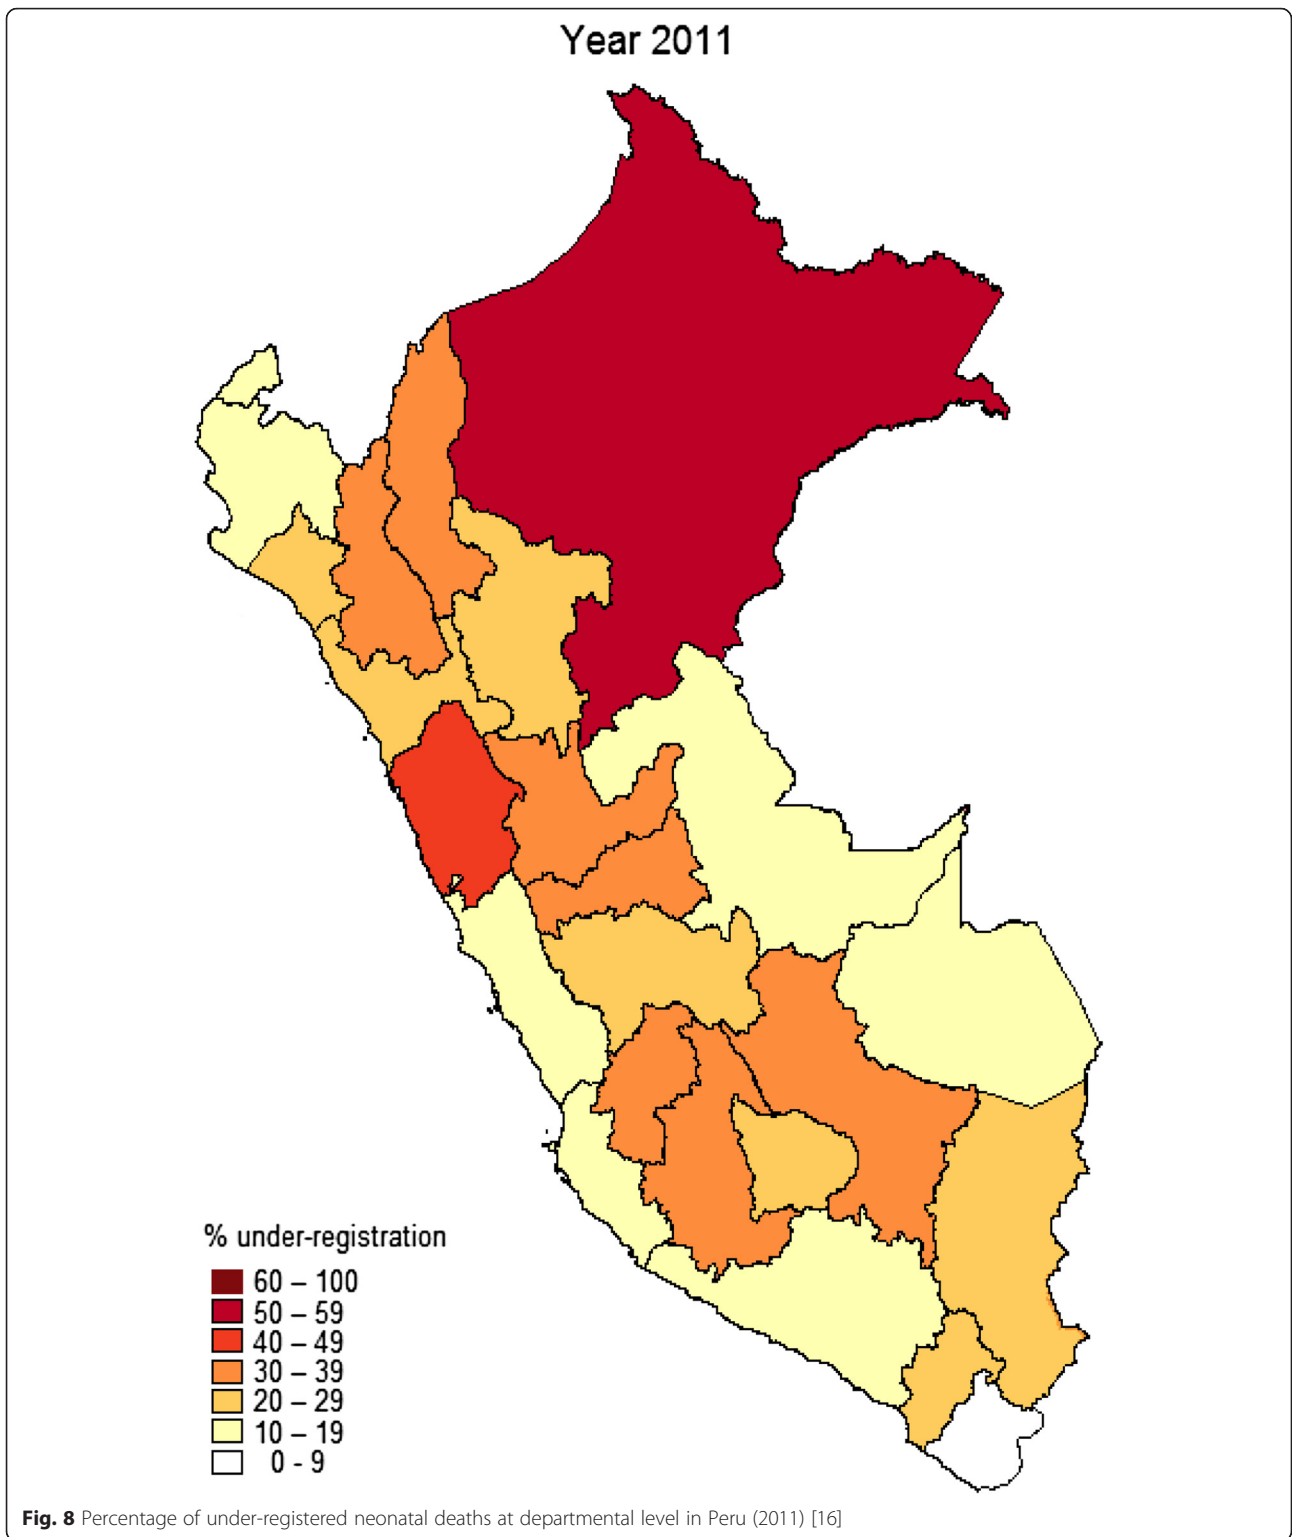 Year 2011
% under-registration
60 – 100
50 – 59
40 – 49
30 – 39
20 – 29
10 – 19
0 - 9
Fig. 8 Percentage of under-registered neonatal deaths at departmental level in Peru (2011) [16]